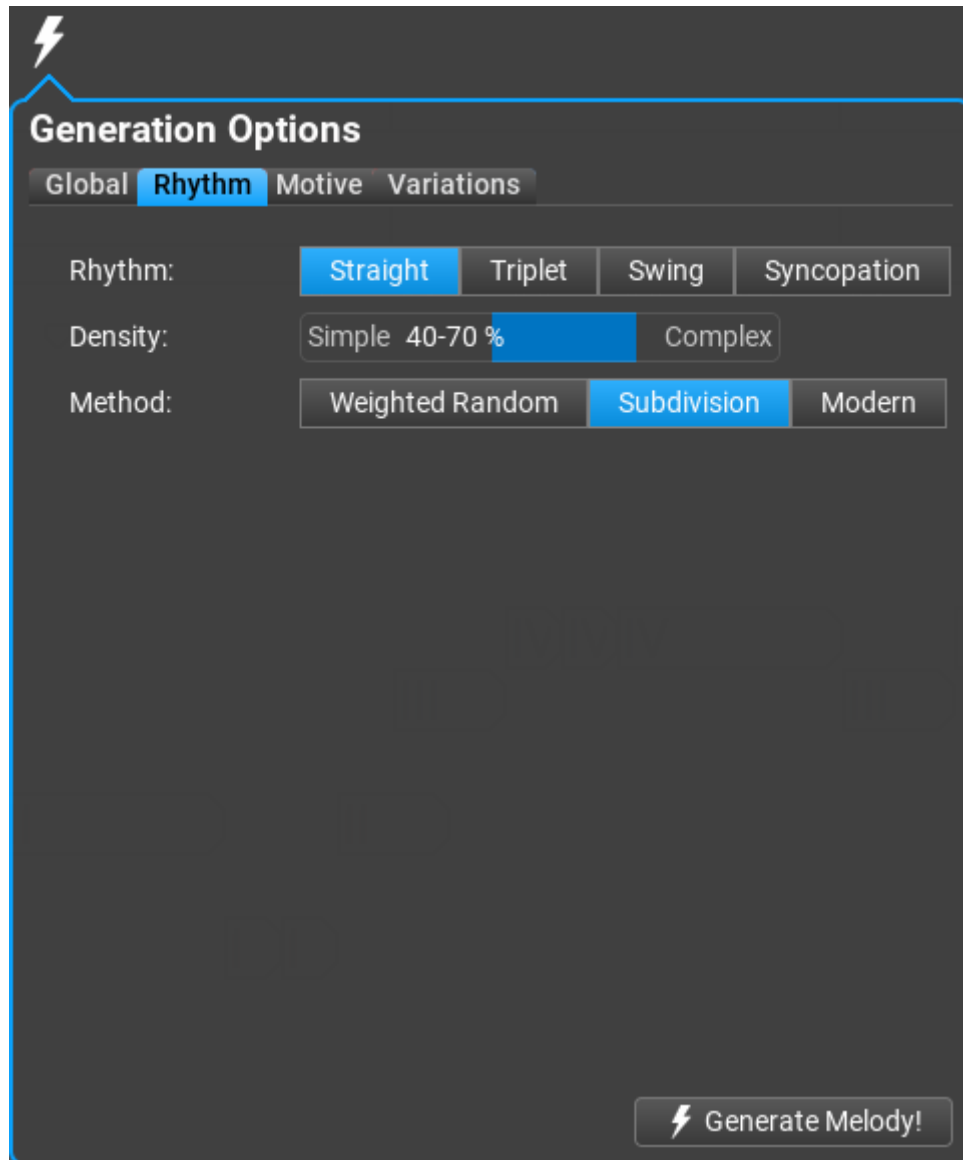 Generation Options
Global Rhythm Motive Variations
Rhythm: Straight Triplet Swing Syncopation
Density: Simple 40-70 % Complex
Method: Weighted Random Subdivision Modern
Generate Melody!